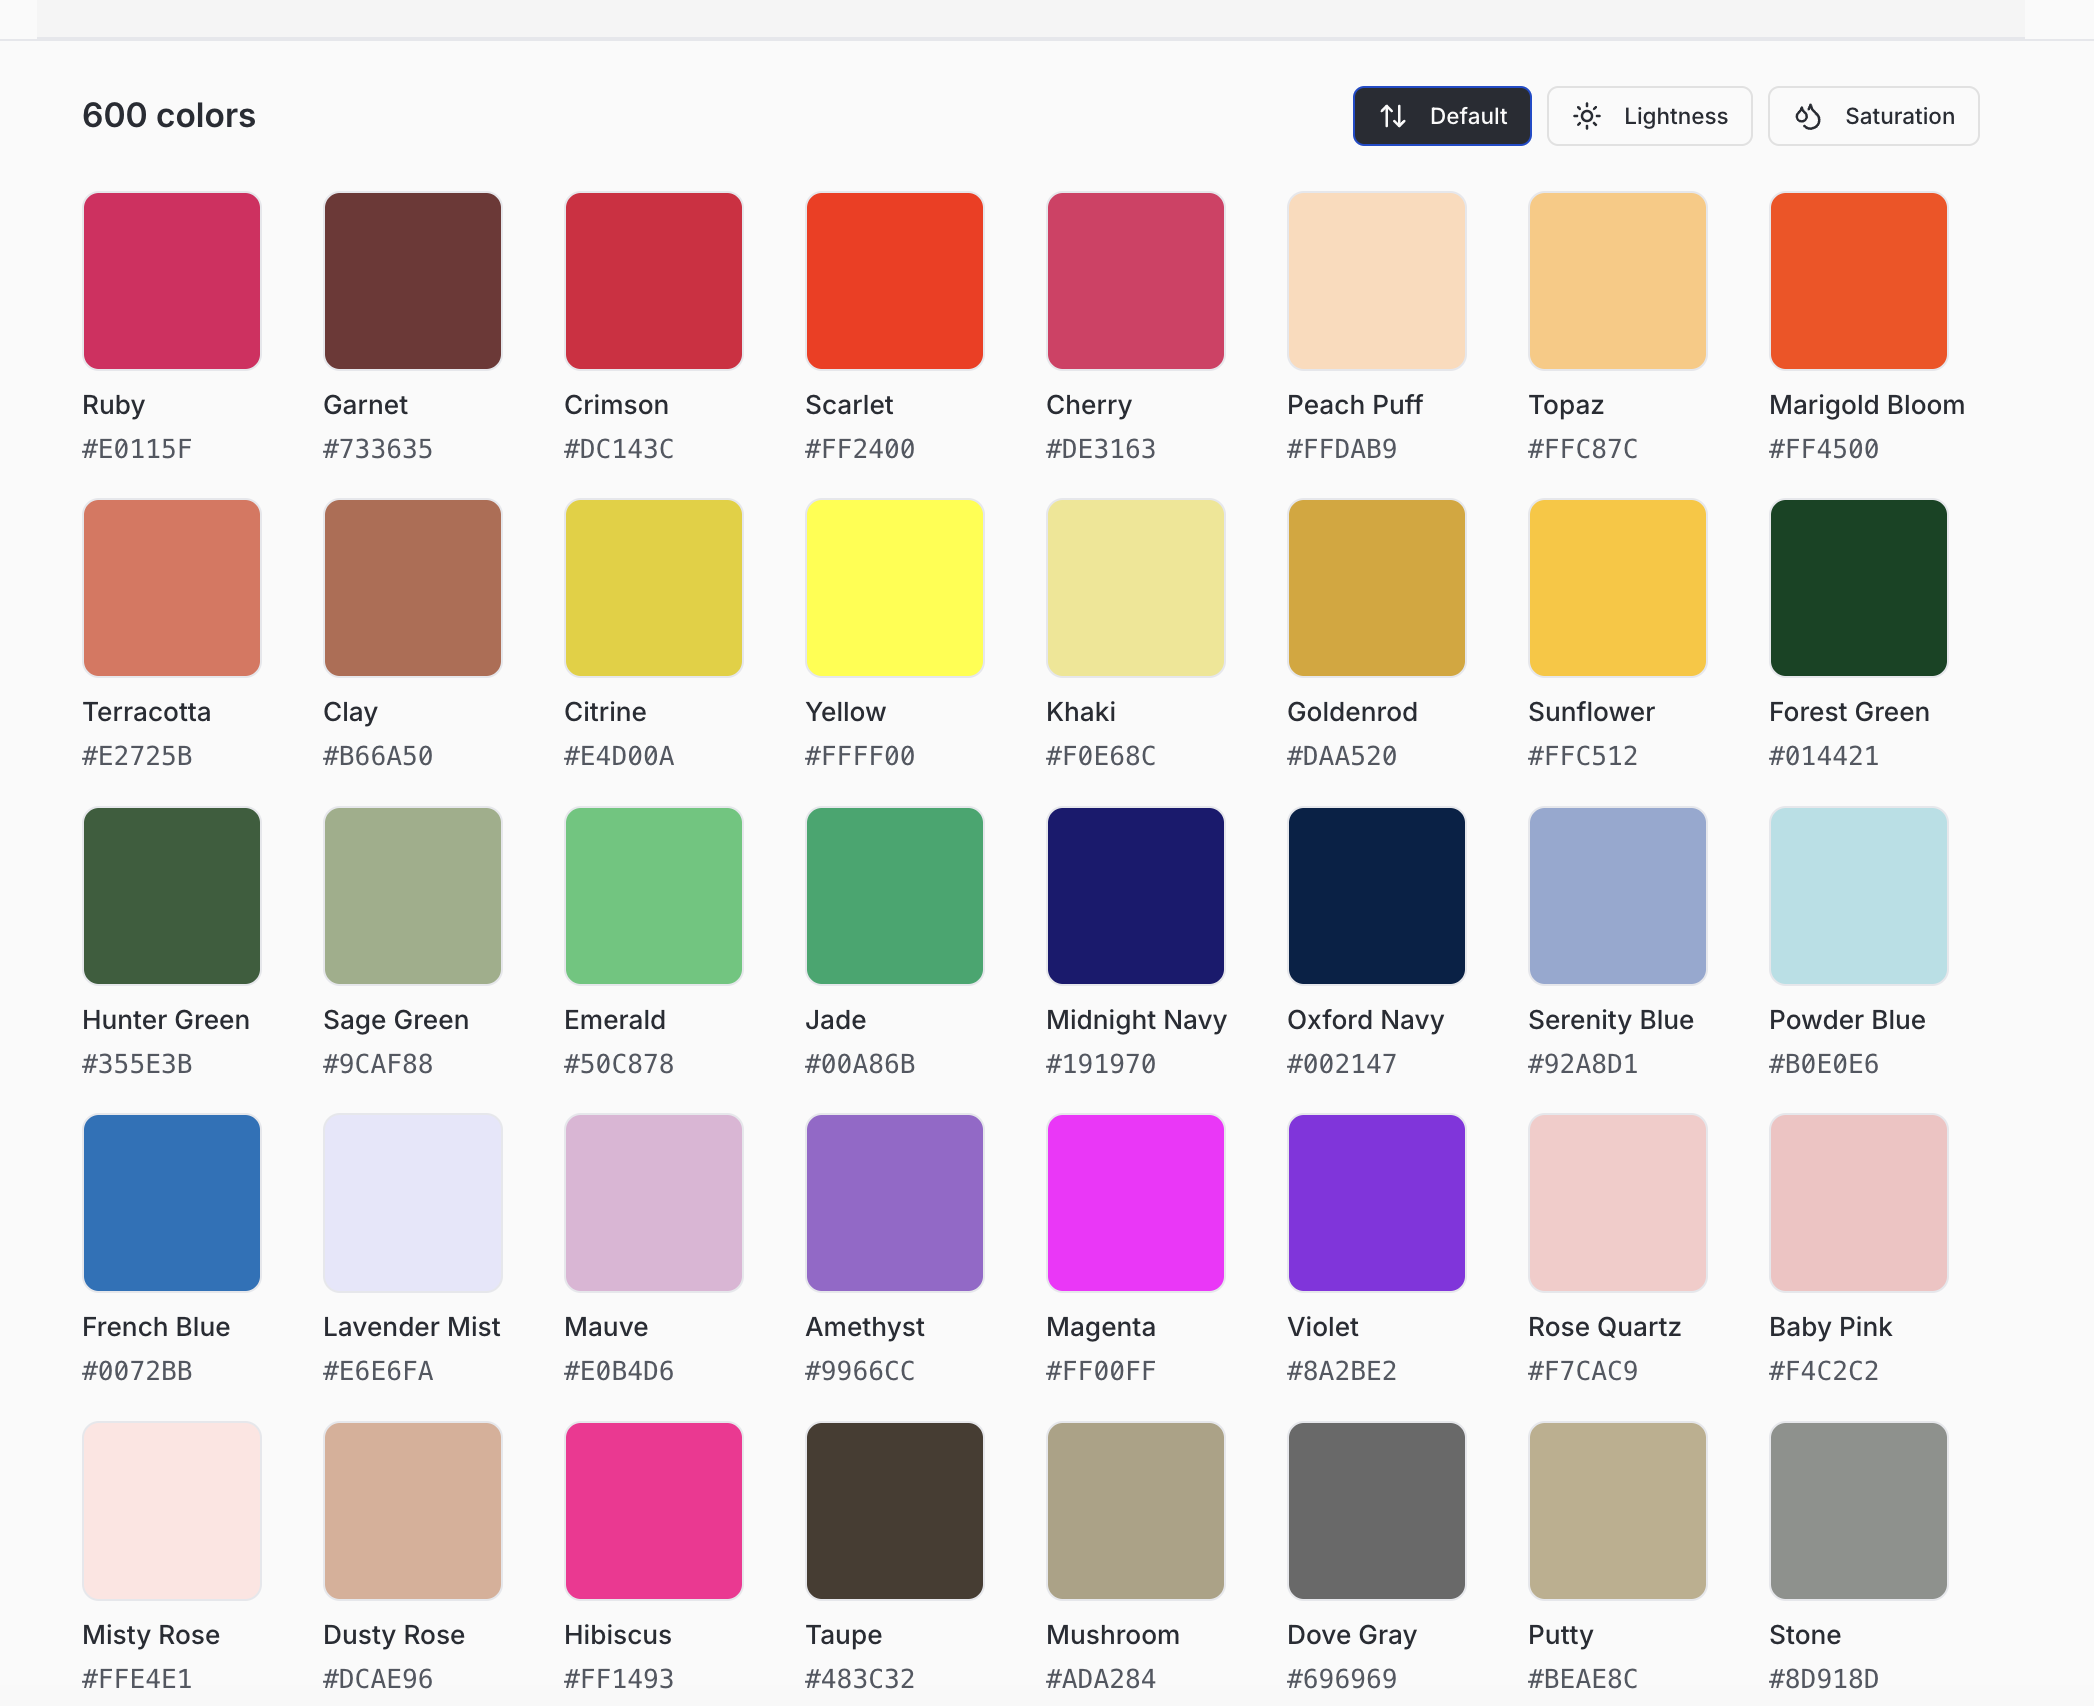 600 colors
Default Lightness Saturation
Ruby Garnet Crimson Scarlet Cherry Peach Puff Topaz Marigold Bloom
#E0115F #733635 #DC143C #FF2400 #DE3163 #FFDAB9 #FFC87C #FF4500
Terracotta Clay Citrine Yellow Khaki Goldenrod Sunflower Forest Green
#E2725B #B66A50 #E4D00A #FFFF00 #F0E68C #DAA520 #FFC512 #014421
Hunter Green Sage Green Emerald Jade Midnight Navy Oxford Navy Serenity Blue Powder Blue
#355E3B #9CAF88 #50C878 #00A86B #191970 #002147 #92A8D1 #B0E0E6
French Blue Lavender Mist Mauve Amethyst Magenta Violet Rose Quartz Baby Pink
#0072BB #E6E6FA #E0B4D6 #9966CC #FF00FF #8A2BE2 #F7CAC9 #F4C2C2
Misty Rose Dusty Rose Hibiscus Taupe Mushroom Dove Gray Putty Stone
#FFE4E1 #DCAE96 #FF1493 #483C32 #ADA284 #696969 #BEAE8C #8D918D